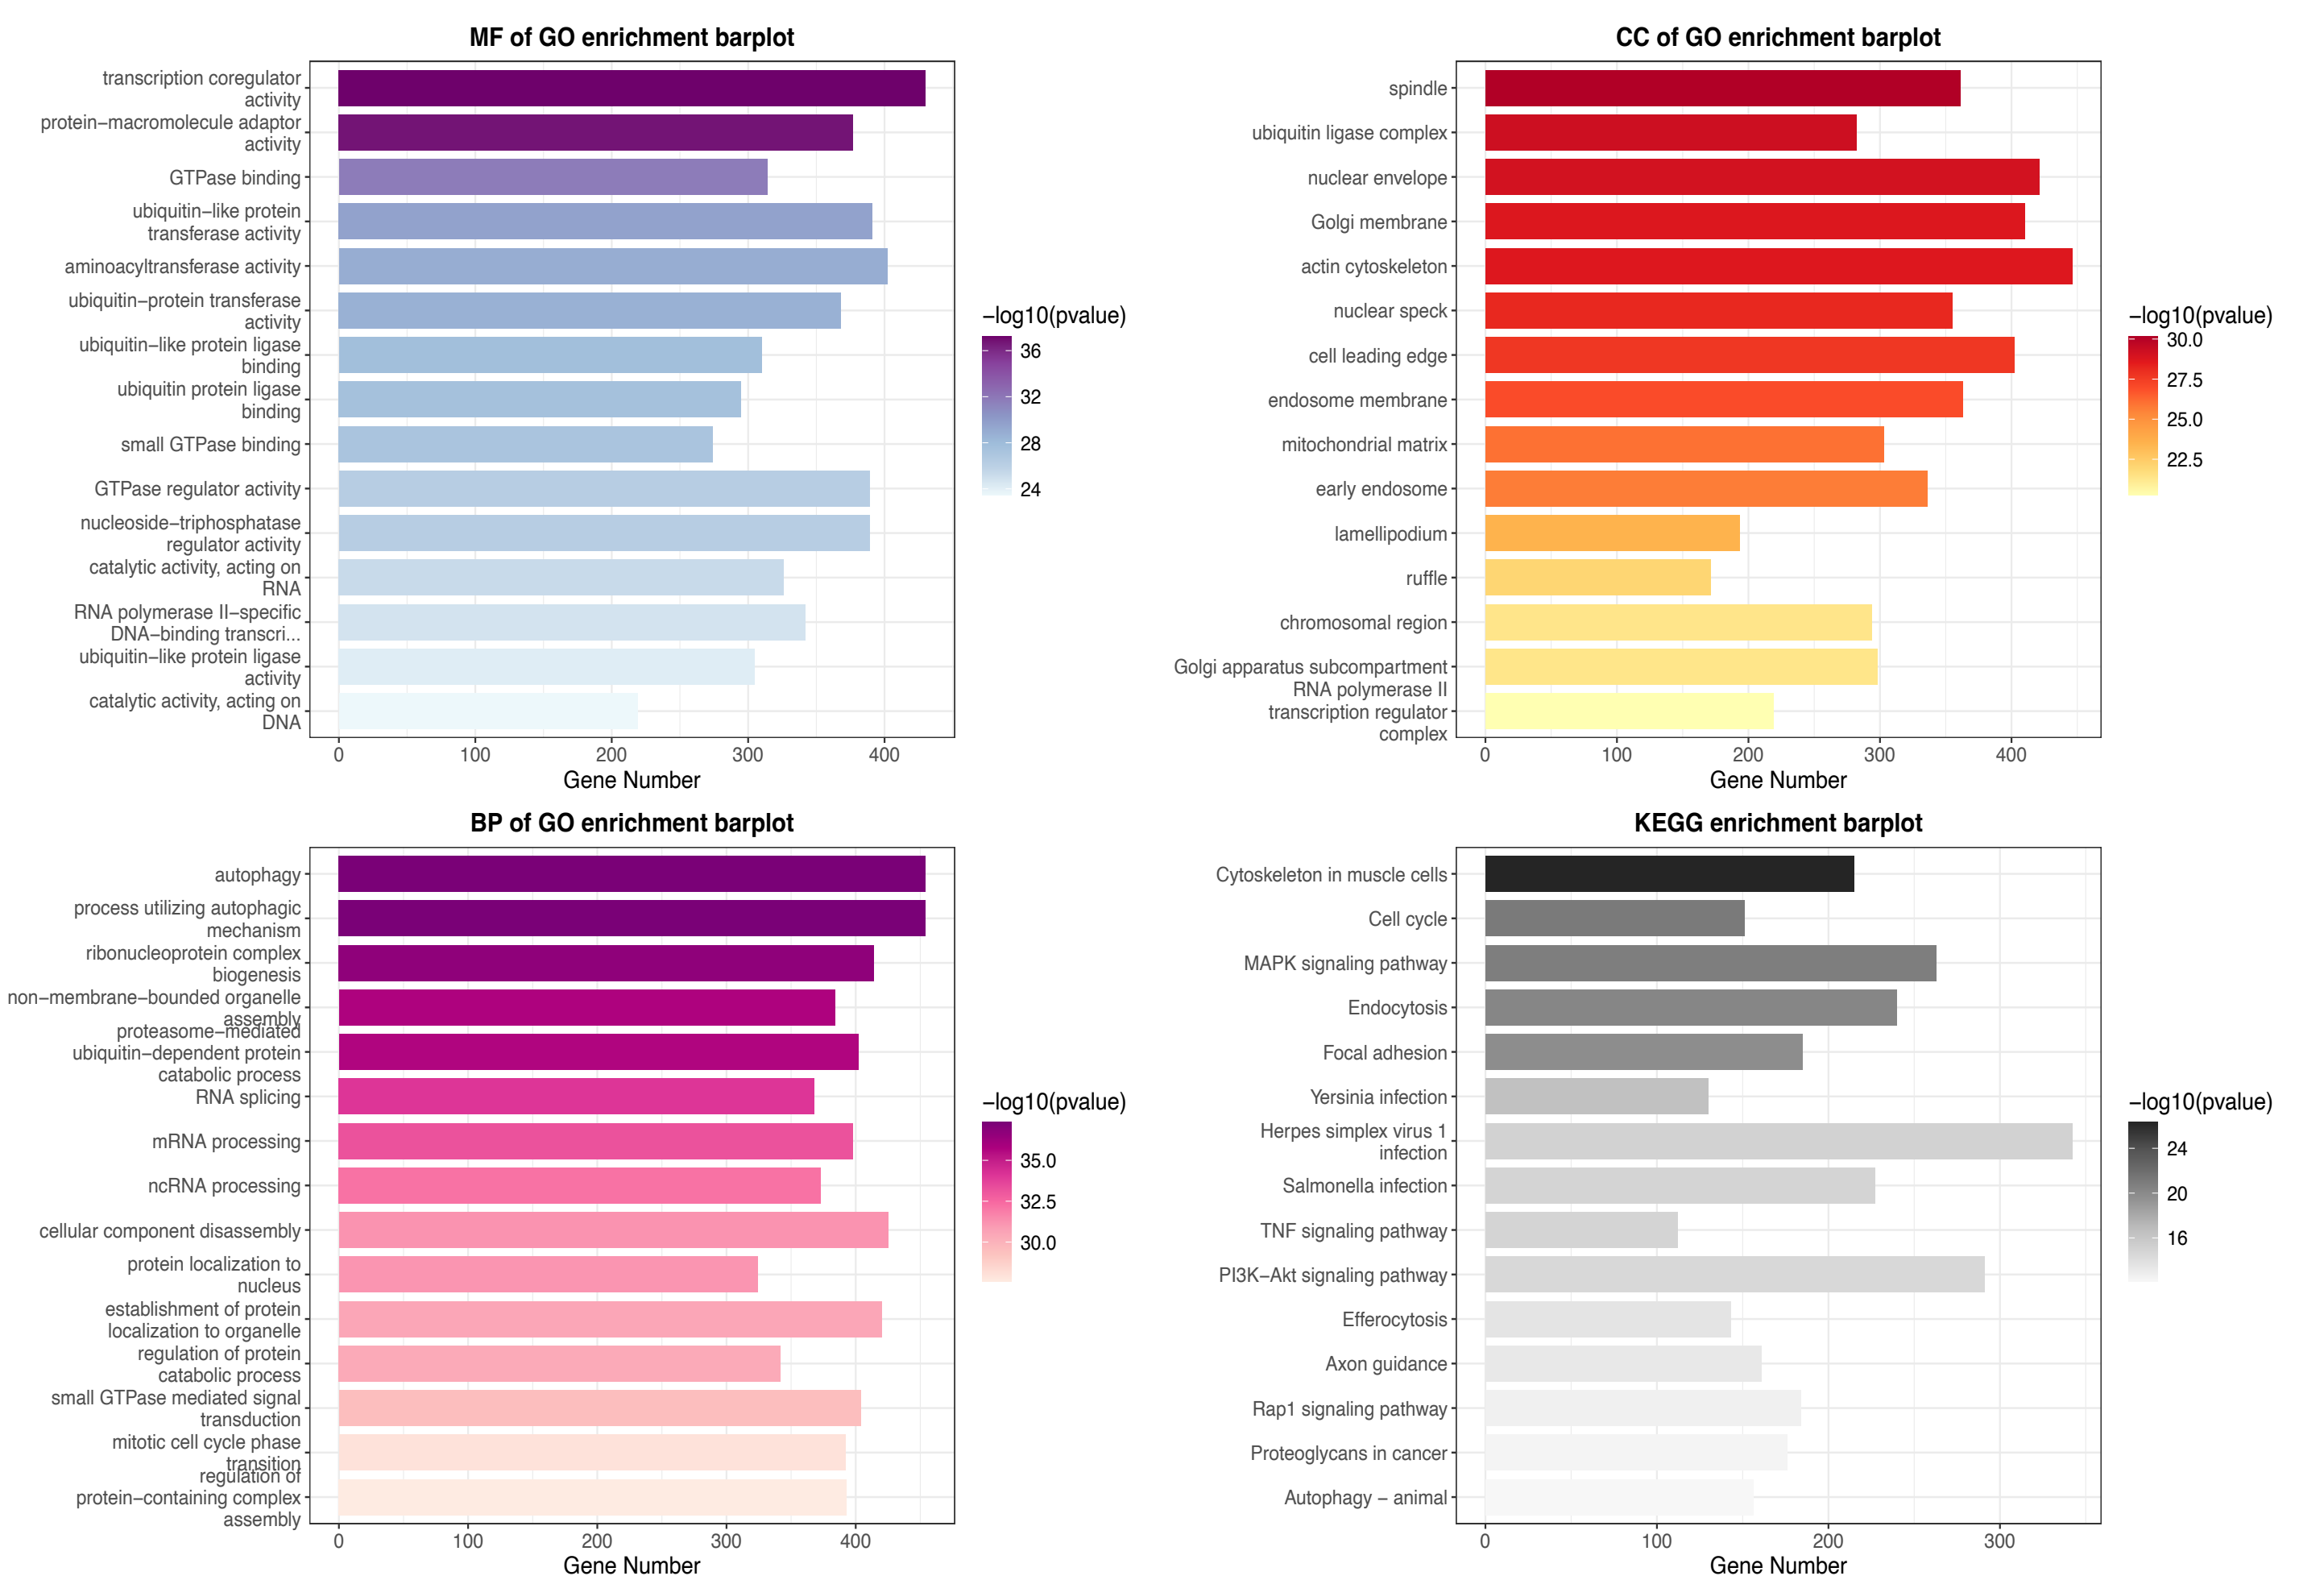 MF of GO enrichment barplot
transcription coregulator
activity
protein−macromolecule adaptor
activity
GTPase binding
ubiquitin−like protein
transferase activity
aminoacyltransferase activity
ubiquitin−protein transferase
activity
ubiquitin−like protein ligase
binding
ubiquitin protein ligase
binding
small GTPase binding
GTPase regulator activity
nucleoside−triphosphatase
regulator activity
catalytic activity, acting on
RNA
RNA polymerase II−specific
DNA−binding transcri...
ubiquitin−like protein ligase
activity
catalytic activity, acting on
DNA
0 100 200 300 400
Gene Number
−log10(pvalue)
36
32
28
24
CC of GO enrichment barplot
spindle
ubiquitin ligase complex
nuclear envelope
Golgi membrane
actin cytoskeleton
nuclear speck
cell leading edge
endosome membrane
mitochondrial matrix
early endosome
lamellipodium
ruffle
chromosomal region
Golgi apparatus subcompartment
RNA polymerase II
transcription regulator
complex
0 100 200 300 400
Gene Number
−log10(pvalue)
30.0
27.5
25.0
22.5
BP of GO enrichment barplot
autophagy
process utilizing autophagic
mechanism
ribonucleoprotein complex
biogenesis
non−membrane−bounded organelle
assembly
proteasome−mediated
ubiquitin−dependent protein
catabolic process
RNA splicing
mRNA processing
ncRNA processing
cellular component disassembly
protein localization to
nucleus
establishment of protein
localization to organelle
regulation of protein
catabolic process
small GTPase mediated signal
transduction
mitotic cell cycle phase
transition
regulation of
protein−containing complex
assembly
0 100 200 300 400
Gene Number
−log10(pvalue)
35.0
32.5
30.0
KEGG enrichment barplot
Cytoskeleton in muscle cells
Cell cycle
MAPK signaling pathway
Endocytosis
Focal adhesion
Yersinia infection
Herpes simplex virus 1
infection
Salmonella infection
TNF signaling pathway
PI3K−Akt signaling pathway
Efferocytosis
Axon guidance
Rap1 signaling pathway
Proteoglycans in cancer
Autophagy − animal
0 100 200 300
Gene Number
−log10(pvalue)
24
20
16